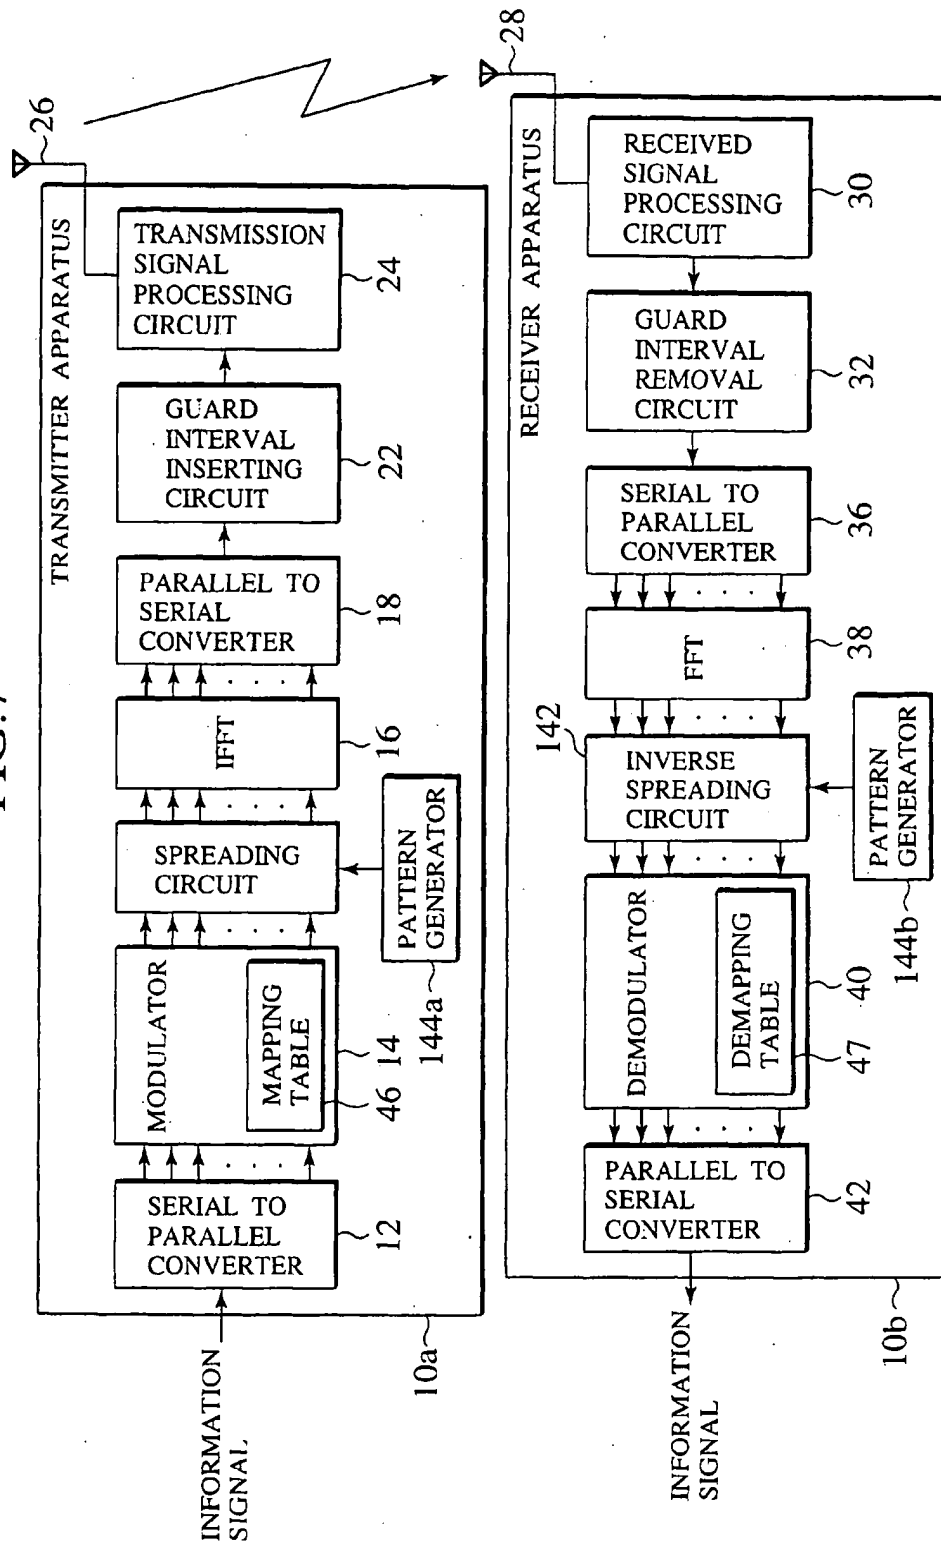 TRANSMITTER APPARATUS
26
INFORMATION
SIGNAL
SERIAL TO
PARALLEL
CONVERTER
12
MODULATOR
MAPPING
TABLE
46
14
SPREADING
CIRCUIT
PATTERN
GENERATOR
144a
IFFT
16
PARALLEL TO
SERIAL
CONVERTER
18
GUARD
INTERVAL
INSERTING
CIRCUIT
22
TRANSMISSION
SIGNAL
PROCESSING
CIRCUIT
24
10a
RECEIVER APPARATUS
28
RECEIVED
SIGNAL
PROCESSING
CIRCUIT
30
GUARD
INTERVAL
REMOVAL
CIRCUIT
32
SERIAL TO
PARALLEL
CONVERTER
36
FFT
38
142
INVERSE
SPREADING
CIRCUIT
PATTERN
GENERATOR
144b
DEMODULATOR
DEMAPPING
TABLE
47
40
PARALLEL TO
SERIAL
CONVERTER
42
INFORMATION
SIGNAL
10b